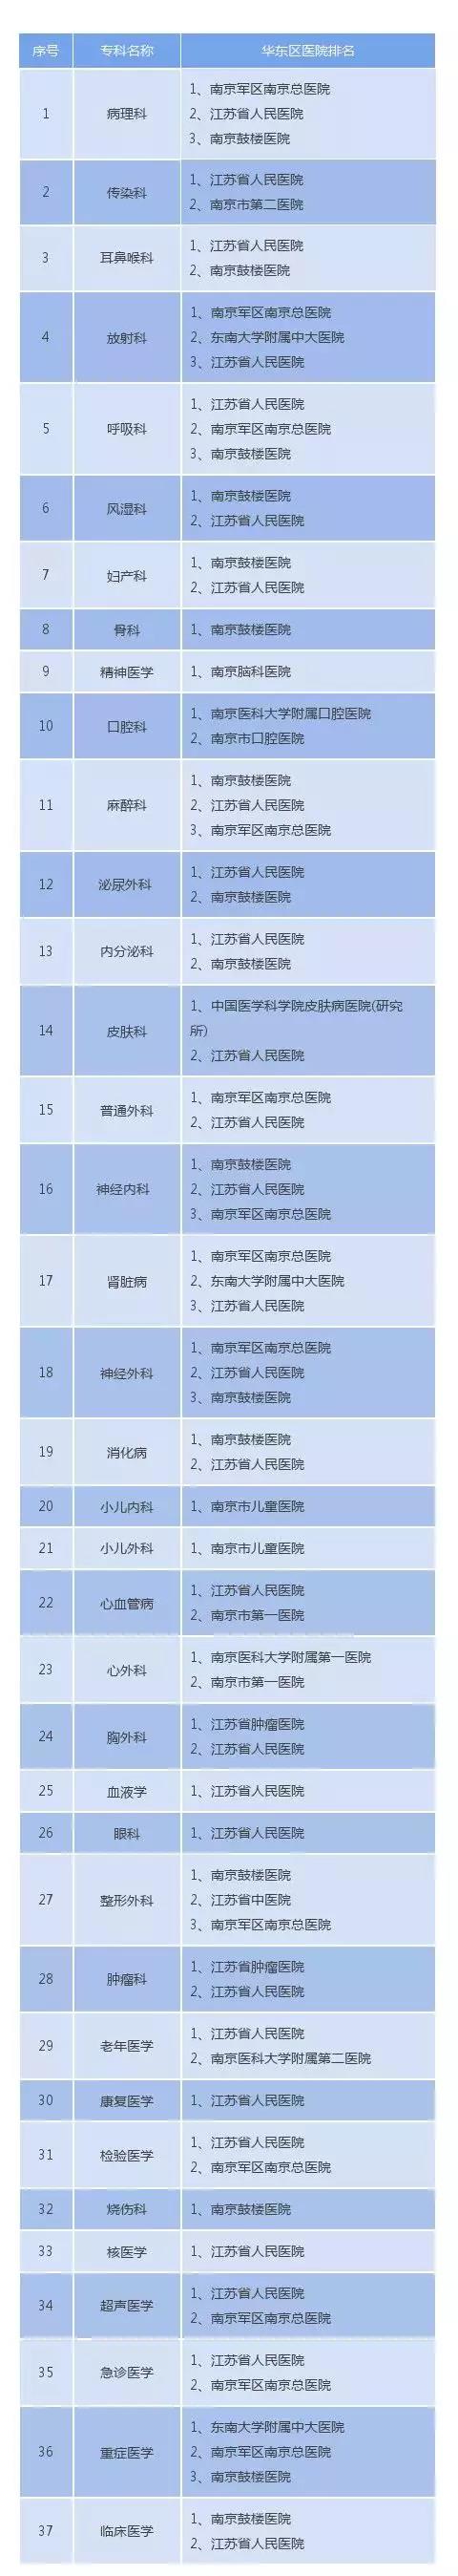 序号 专科名称 华东区医院排名
1 病理科 1、南京军区南京总医院
2、江苏省人民医院
3、南京鼓楼医院
2 传染科 1、江苏省人民医院
2、南京市第二医院
3 耳鼻喉科 1、江苏省人民医院
2、南京鼓楼医院
4 放射科 1、南京军区南京总医院
2、东南大学附属中大医院
3、江苏省人民医院
5 呼吸科 1、江苏省人民医院
2、南京军区南京总医院
3、南京鼓楼医院
6 风湿科 1、南京鼓楼医院
2、江苏省人民医院
7 妇产科 1、南京鼓楼医院
2、江苏省人民医院
8 骨科 1、南京鼓楼医院
9 精神医学 1、南京脑科医院
10 口腔科 1、南京医科大学附属口腔医院
2、南京市口腔医院
11 麻醉科 1、南京鼓楼医院
2、江苏省人民医院
3、南京军区南京总医院
12 泌尿外科 1、江苏省人民医院
2、南京鼓楼医院
13 内分泌科 1、江苏省人民医院
2、南京鼓楼医院
14 皮肤科 1、中国医学科学院皮肤病医院(研究
所)
2、江苏省人民医院
15 普通外科 1、南京军区南京总医院
2、江苏省人民医院
16 神经内科 1、南京鼓楼医院
2、江苏省人民医院
3、南京军区南京总医院
17 肾脏病 1、南京军区南京总医院
2、东南大学附属中大医院
3、江苏省人民医院
18 神经外科 1、南京军区南京总医院
2、江苏省人民医院
3、南京鼓楼医院
19 消化病 1、南京鼓楼医院
2、江苏省人民医院
20 小儿内科 1、南京市儿童医院
21 小儿外科 1、南京市儿童医院
22 心血管病 1、江苏省人民医院
2、南京市第一医院
23 心外科 1、南京医科大学附属第一医院
2、南京市第一医院
24 胸外科 1、江苏省肿瘤医院
2、江苏省人民医院
25 血液学 1、江苏省人民医院
26 眼科 1、江苏省人民医院
27 整形外科 1、南京鼓楼医院
2、江苏省中医院
3、南京军区南京总医院
28 肿瘤科 1、江苏省肿瘤医院
2、江苏省人民医院
29 老年医学 1、江苏省人民医院
2、南京医科大学附属第二医院
30 康复医学 1、江苏省人民医院
31 检验医学 1、江苏省人民医院
2、南京军区南京总医院
32 烧伤科 1、南京鼓楼医院
33 核医学 1、江苏省人民医院
34 超声医学 1、江苏省人民医院
2、南京军区南京总医院
35 急诊医学 1、江苏省人民医院
2、南京军区南京总医院
36 重症医学 1、东南大学附属中大医院
2、南京军区南京总医院
3、南京鼓楼医院
37 临床医学 1、南京鼓楼医院
2、江苏省人民医院